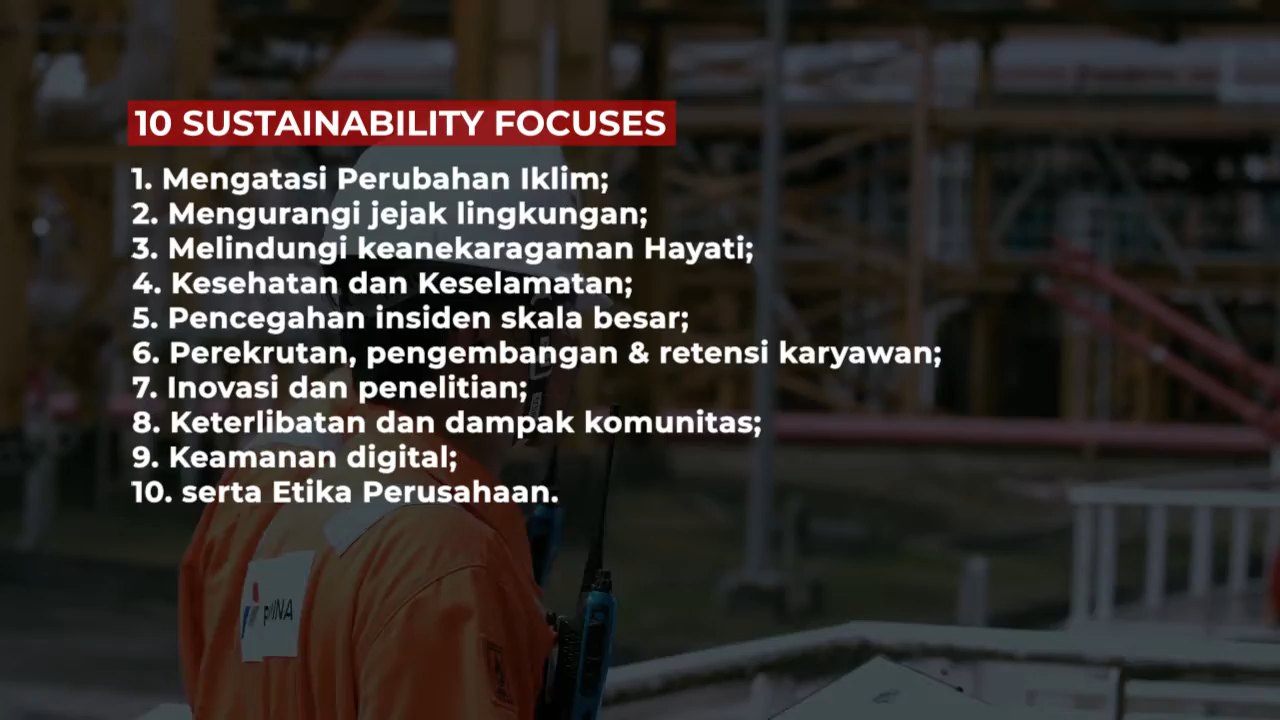 10 SUSTAINABILITY FOCUSES
1. Mengatasi Perubahan Iklim;
2. Mengurangi jejak lingkungan;
3. Melindungi keanekaragaman Hayati;
4. Kesehatan dan Keselamatan;
5. Pencegahan insiden skala besar;
6. Perekrutan, pengembangan & retensi karyawan;
7. Inovasi dan penelitian;
8. Keterlibatan dan dampak komunitas;
9. Keamanan digital;
10. serta Etika Perusahaan.